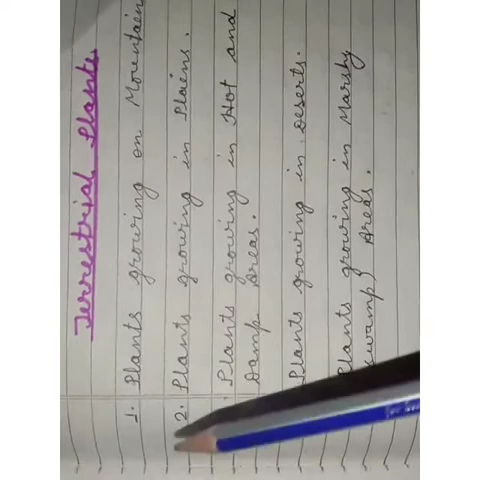 Terrestrial Plants
1. Plants growing on Mountain
2. Plants growing in Plains.
Plants growing in Hot and
Damp Areas.
Plants growing in Deserts.
Plants growing in Marshy
swamp) Areas.